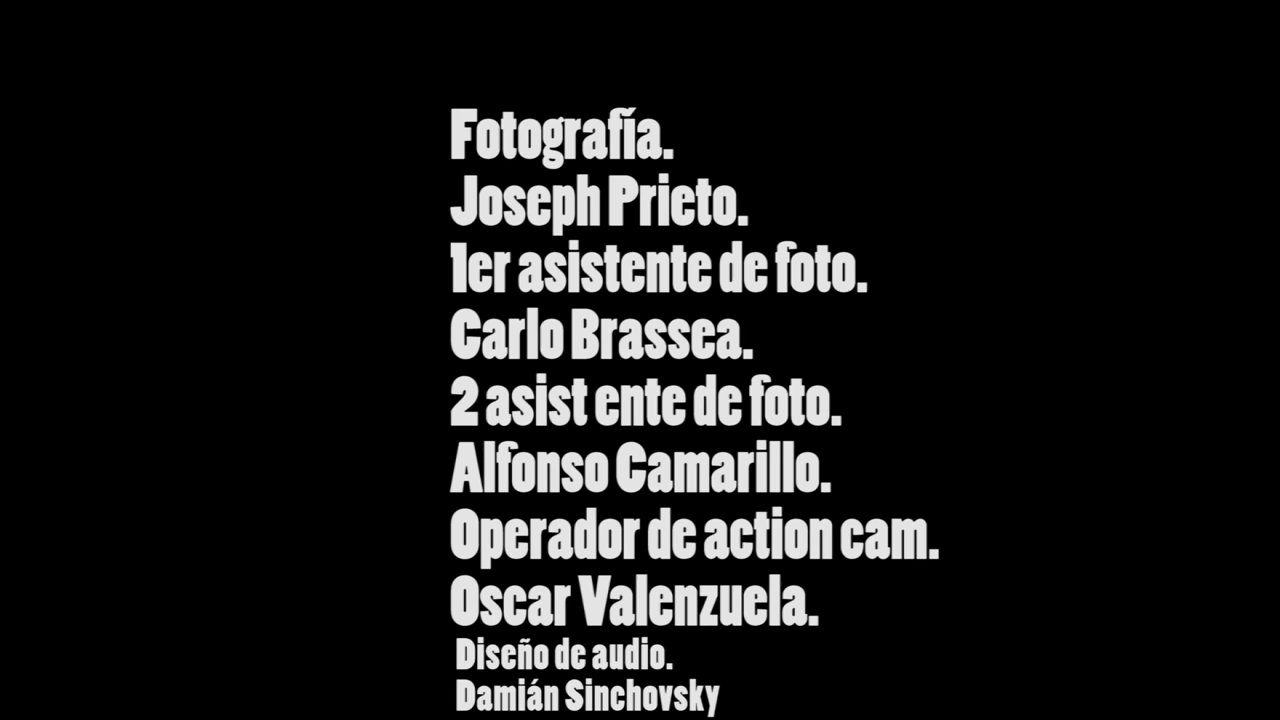 Fotografía.
Joseph Prieto.
1er asistente de foto.
Carlo Brassea.
2 asist ente de foto.
Alfonso Camarillo.
Operador de action cam.
Oscar Valenzuela.
Diseño de audio.
Damián Sinchovsky